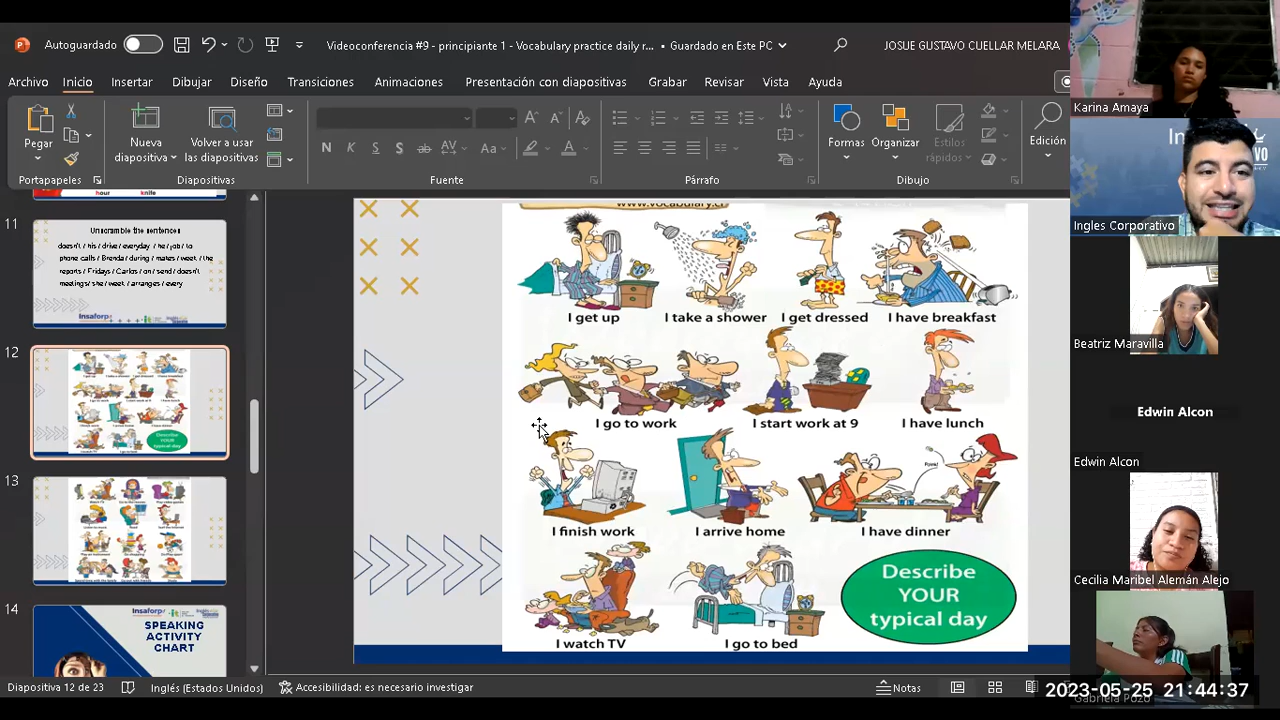 Autoguardado
Videoconferencia #9 - principiante 1 - Vocabulary practice daily r... • Guardado en Este PC
JOSUE GUSTAVO CUELLAR MELARA
Archivo Inicio Insertar Dibujar Diseño Transiciones Animaciones Presentación con diapositivas Grabar Revisar Vista Ayuda
Pegar
Nueva diapositiva
Volver a usar las diapositivas
Formas
Organizar
Estilos rápidos
Edición
Portapapeles
Diapositivas
Fuente
Párrafo
Dibujo
hour knife
11
Unscramble the sentences
doesn't / his / drive / everyday / he / job / to
phone calls / Brenda / during / makes / week / the
reports / Fridays / Carlos / on / send / doesn't
meetings / she / week / arranges / every
Insaforp
12
13
14
SPEAKING
ACTIVITY
CHART
www.vocabulary.cl
I get up
I take a shower
I get dressed
I have breakfast
I go to work
I start work at 9
I have lunch
I finish work
I arrive home
I have dinner
I watch TV
I go to bed
Describe
YOUR
typical day
Karina Amaya
Ingles Corporativo
Beatriz Maravilla
Edwin Alcon
Edwin Alcon
Cecilia Maribel Alemán Alejo
Gabriela Pozo
Diapositiva 12 de 23
Inglés (Estados Unidos)
Accesibilidad: es necesario investigar
Notas
2023-05-25 21:44:37